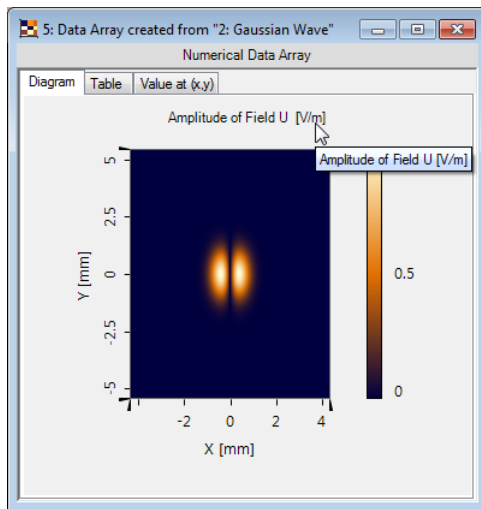 5: Data Array created from "2: Gaussian Wave"
Numerical Data Array
Diagram Table Value at (x,y)
Amplitude of Field U [V/m]
Amplitude of Field U [V/m]
5
2.5
0
-2.5
-5
Y [mm]
-2 0 2 4
X [mm]
0.5
0